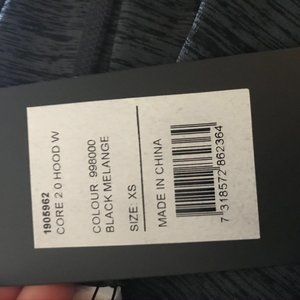 1905962
CORE 2.0 HOOD W
COLOUR 998000
BLACK MELANGE
SIZE: XS
MADE IN CHINA
7 318572 862364